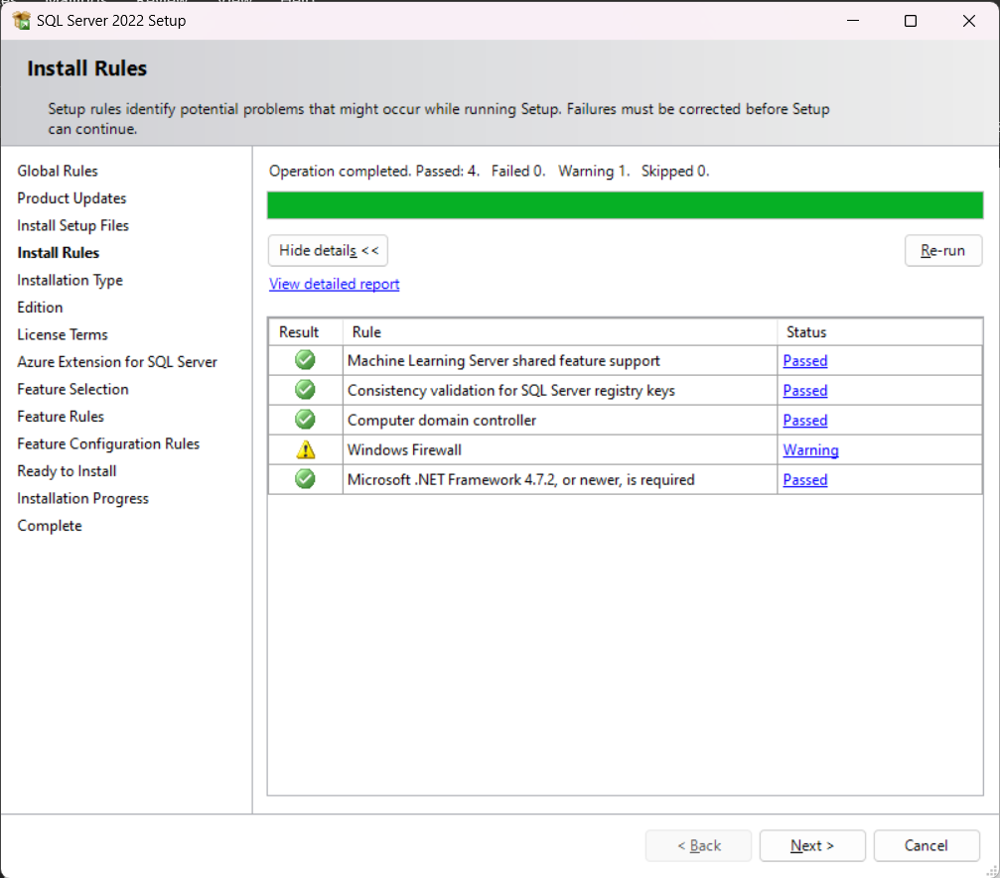 SQL Server 2022 Setup
Install Rules
Setup rules identify potential problems that might occur while running Setup. Failures must be corrected before Setup
can continue.
Global Rules
Product Updates
Install Setup Files
Install Rules
Installation Type
Edition
License Terms
Azure Extension for SQL Server
Feature Selection
Feature Rules
Feature Configuration Rules
Ready to Install
Installation Progress
Complete
Operation completed. Passed: 4. Failed 0. Warning 1. Skipped 0.
Hide details <<
Re-run
View detailed report
Result Rule Status
Machine Learning Server shared feature support Passed
Consistency validation for SQL Server registry keys Passed
Computer domain controller Passed
Windows Firewall Warning
Microsoft .NET Framework 4.7.2, or newer, is required Passed
< Back
Next >
Cancel